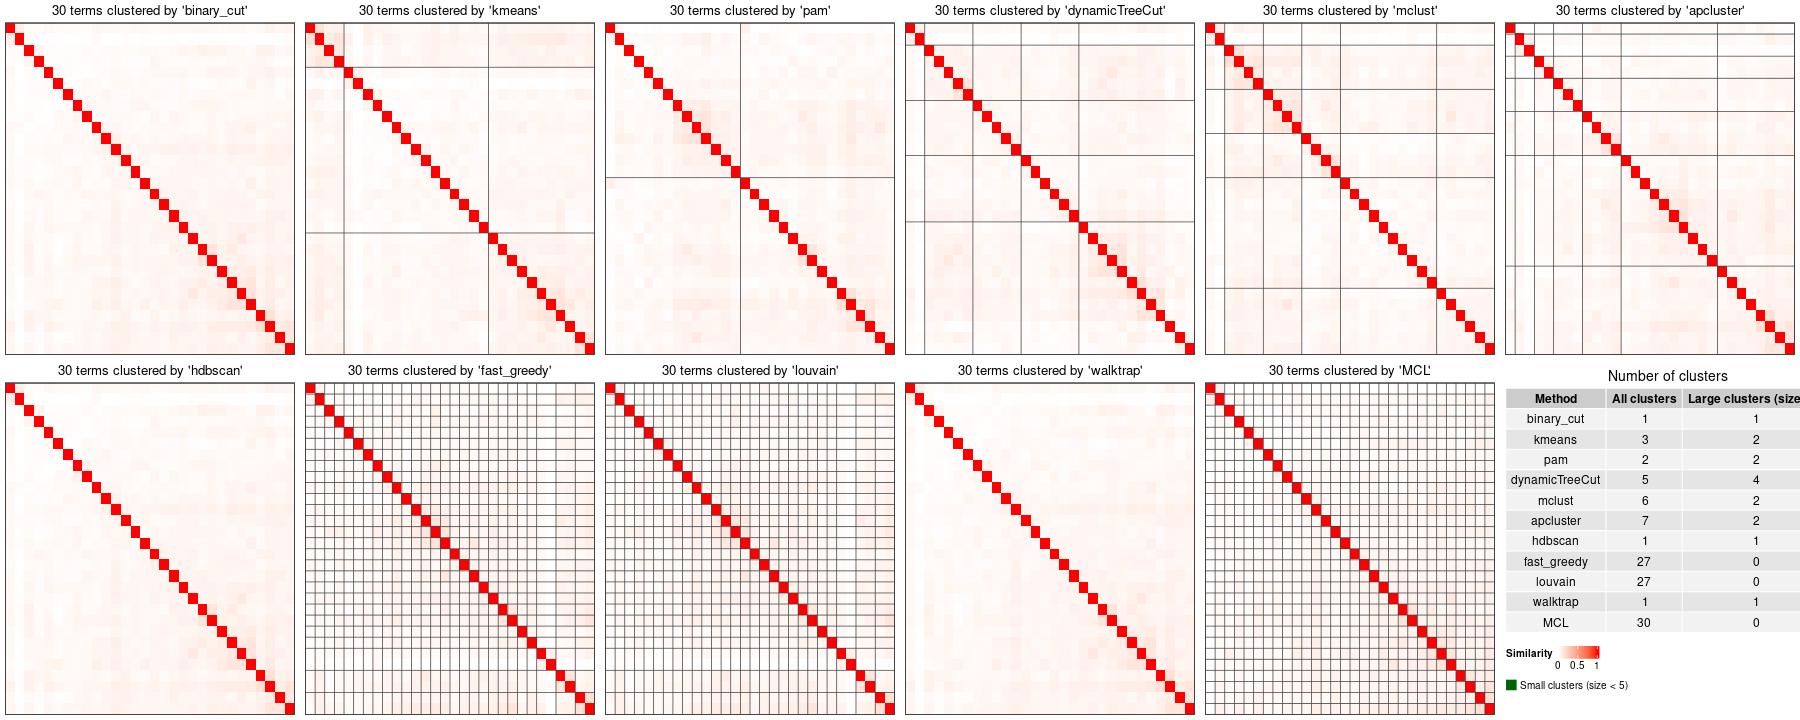 30 terms clustered by 'binary_cut'
30 terms clustered by 'kmeans'
30 terms clustered by 'pam'
30 terms clustered by 'dynamicTreeCut'
30 terms clustered by 'mclust'
30 terms clustered by 'apcluster'
30 terms clustered by 'hdbscan'
30 terms clustered by 'fast_greedy'
30 terms clustered by 'louvain'
30 terms clustered by 'walktrap'
30 terms clustered by 'MCL'
Number of clusters
Method All clusters Large clusters (size
binary_cut 1 1
kmeans 3 2
pam 2 2
dynamicTreeCut 5 4
mclust 6 2
apcluster 7 2
hdbscan 1 1
fast_greedy 27 0
louvain 27 0
walktrap 1 1
MCL 30 0
Similarity
0 0.5 1
Small clusters (size < 5)